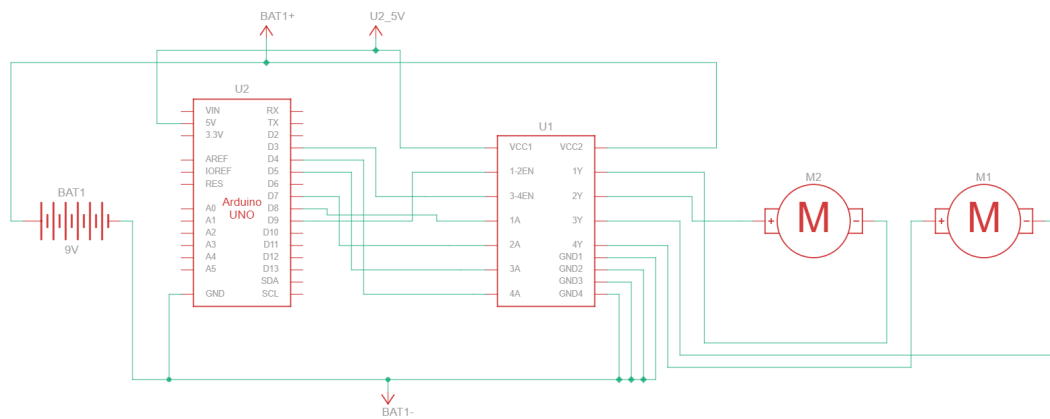 BAT1+
U2_5V
U2
VIN
5V
3.3V
AREF
IOREF
RES
A0
A1
A2
A3
A4
A5
GND
Arduino
UNO
RX
TX
D2
D3
D4
D5
D6
D7
D8
D9
D10
D11
D12
D13
SDA
SCL
U1
VCC1
1-2EN
3-4EN
1A
2A
3A
4A
VCC2
1Y
2Y
3Y
4Y
GND1
GND2
GND3
GND4
BAT1
9V
M2
+ M -
M1
+ M -
BAT1-